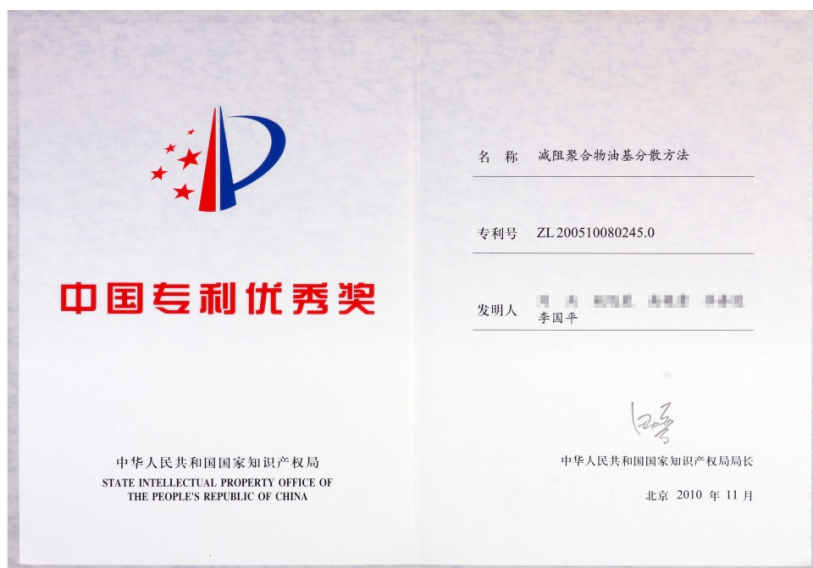 中国专利优秀奖
中华人民共和国国家知识产权局
STATE INTELLECTUAL PROPERTY OFFICE OF
THE PEOPLE'S REPUBLIC OF CHINA
名 称 减阻聚合物油基分散方法
专利号 ZL 200510080245.0
发明人
李国平
中华人民共和国国家知识产权局局长
北京 2010 年 11 月